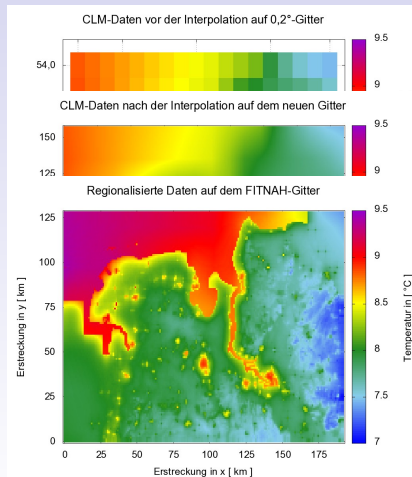 CLM-Daten vor der Interpolation auf 0,2°-Gitter
54,0
9.5
9
CLM-Daten nach der Interpolation auf dem neuen Gitter
150
125
9.5
9
Regionalisierte Daten auf dem FITNAH-Gitter
125
100
75
50
25
0
Erstreckung in y [ km ]
0 25 50 75 100 125 150 175
Erstreckung in x [ km ]
9.5
9
8.5
8
7.5
7
Temperatur in [ °C ]